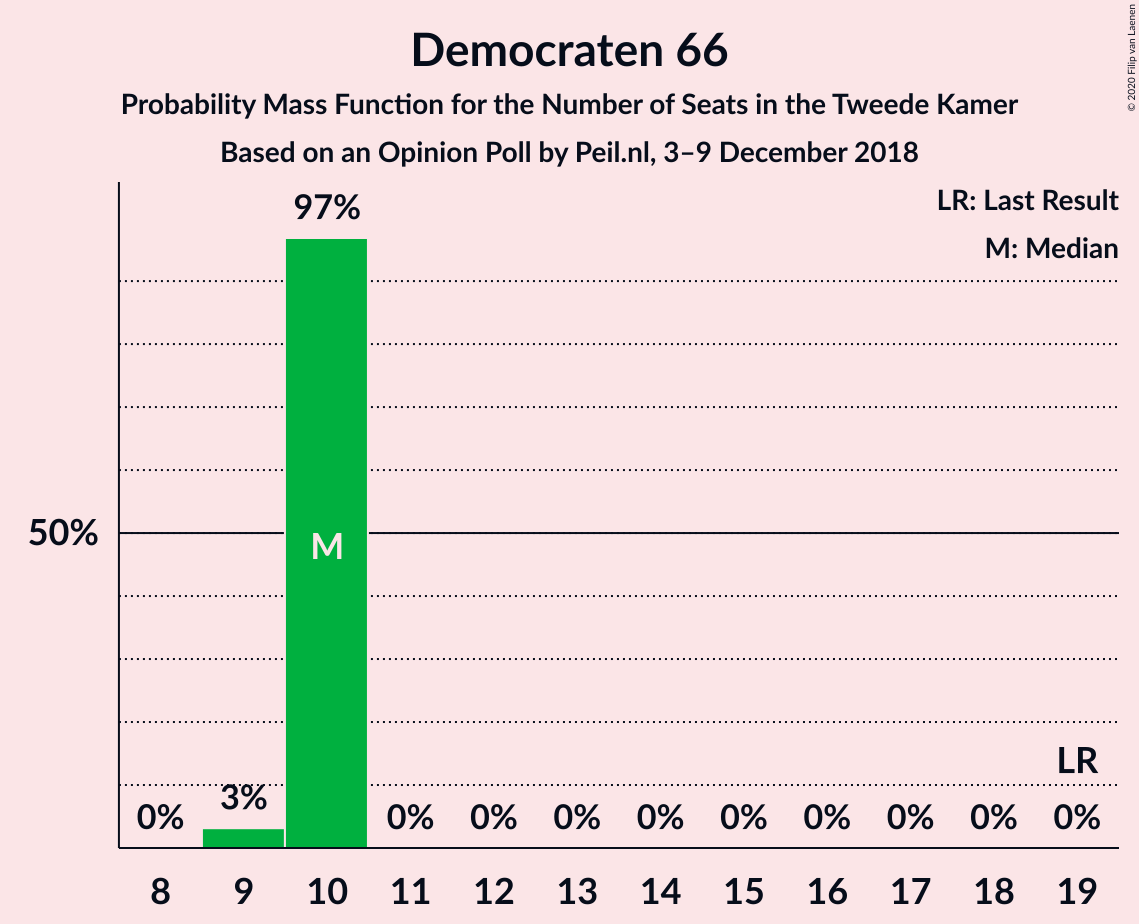 © 2020 Filip van Laenen
Democraten 66
Probability Mass Function for the Number of Seats in the Tweede Kamer
Based on an Opinion Poll by Peil.nl, 3–9 December 2018
LR: Last Result
M: Median
97%
50%
M
LR
0% 3% 0% 0% 0% 0% 0% 0% 0% 0% 0%
8 9 10 11 12 13 14 15 16 17 18 19